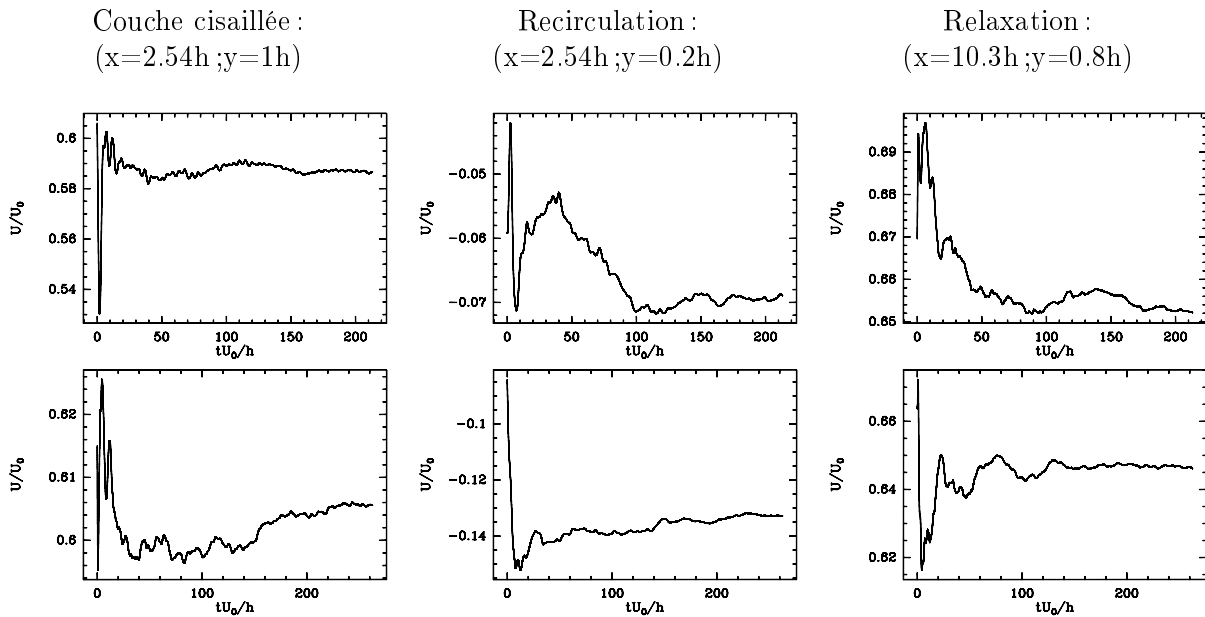 Couche cisaillée : Recirculation : Relaxation :
(x=2.54h ;y=1h) (x=2.54h ;y=0.2h) (x=10.3h ;y=0.8h)
0.6
0.58
0.56
0.54
U/U₀
0 50 100 150 200
tU₀/h
-0.05
-0.06
-0.07
U/U₀
0 50 100 150 200
tU₀/h
0.69
0.68
0.67
0.66
0.65
U/U₀
0 50 100 150 200
tU₀/h
0.62
0.61
0.6
U/U₀
0 100 200
tU₀/h
-0.1
-0.12
-0.14
U/U₀
0 100 200
tU₀/h
0.66
0.64
0.62
U/U₀
0 100 200
tU₀/h